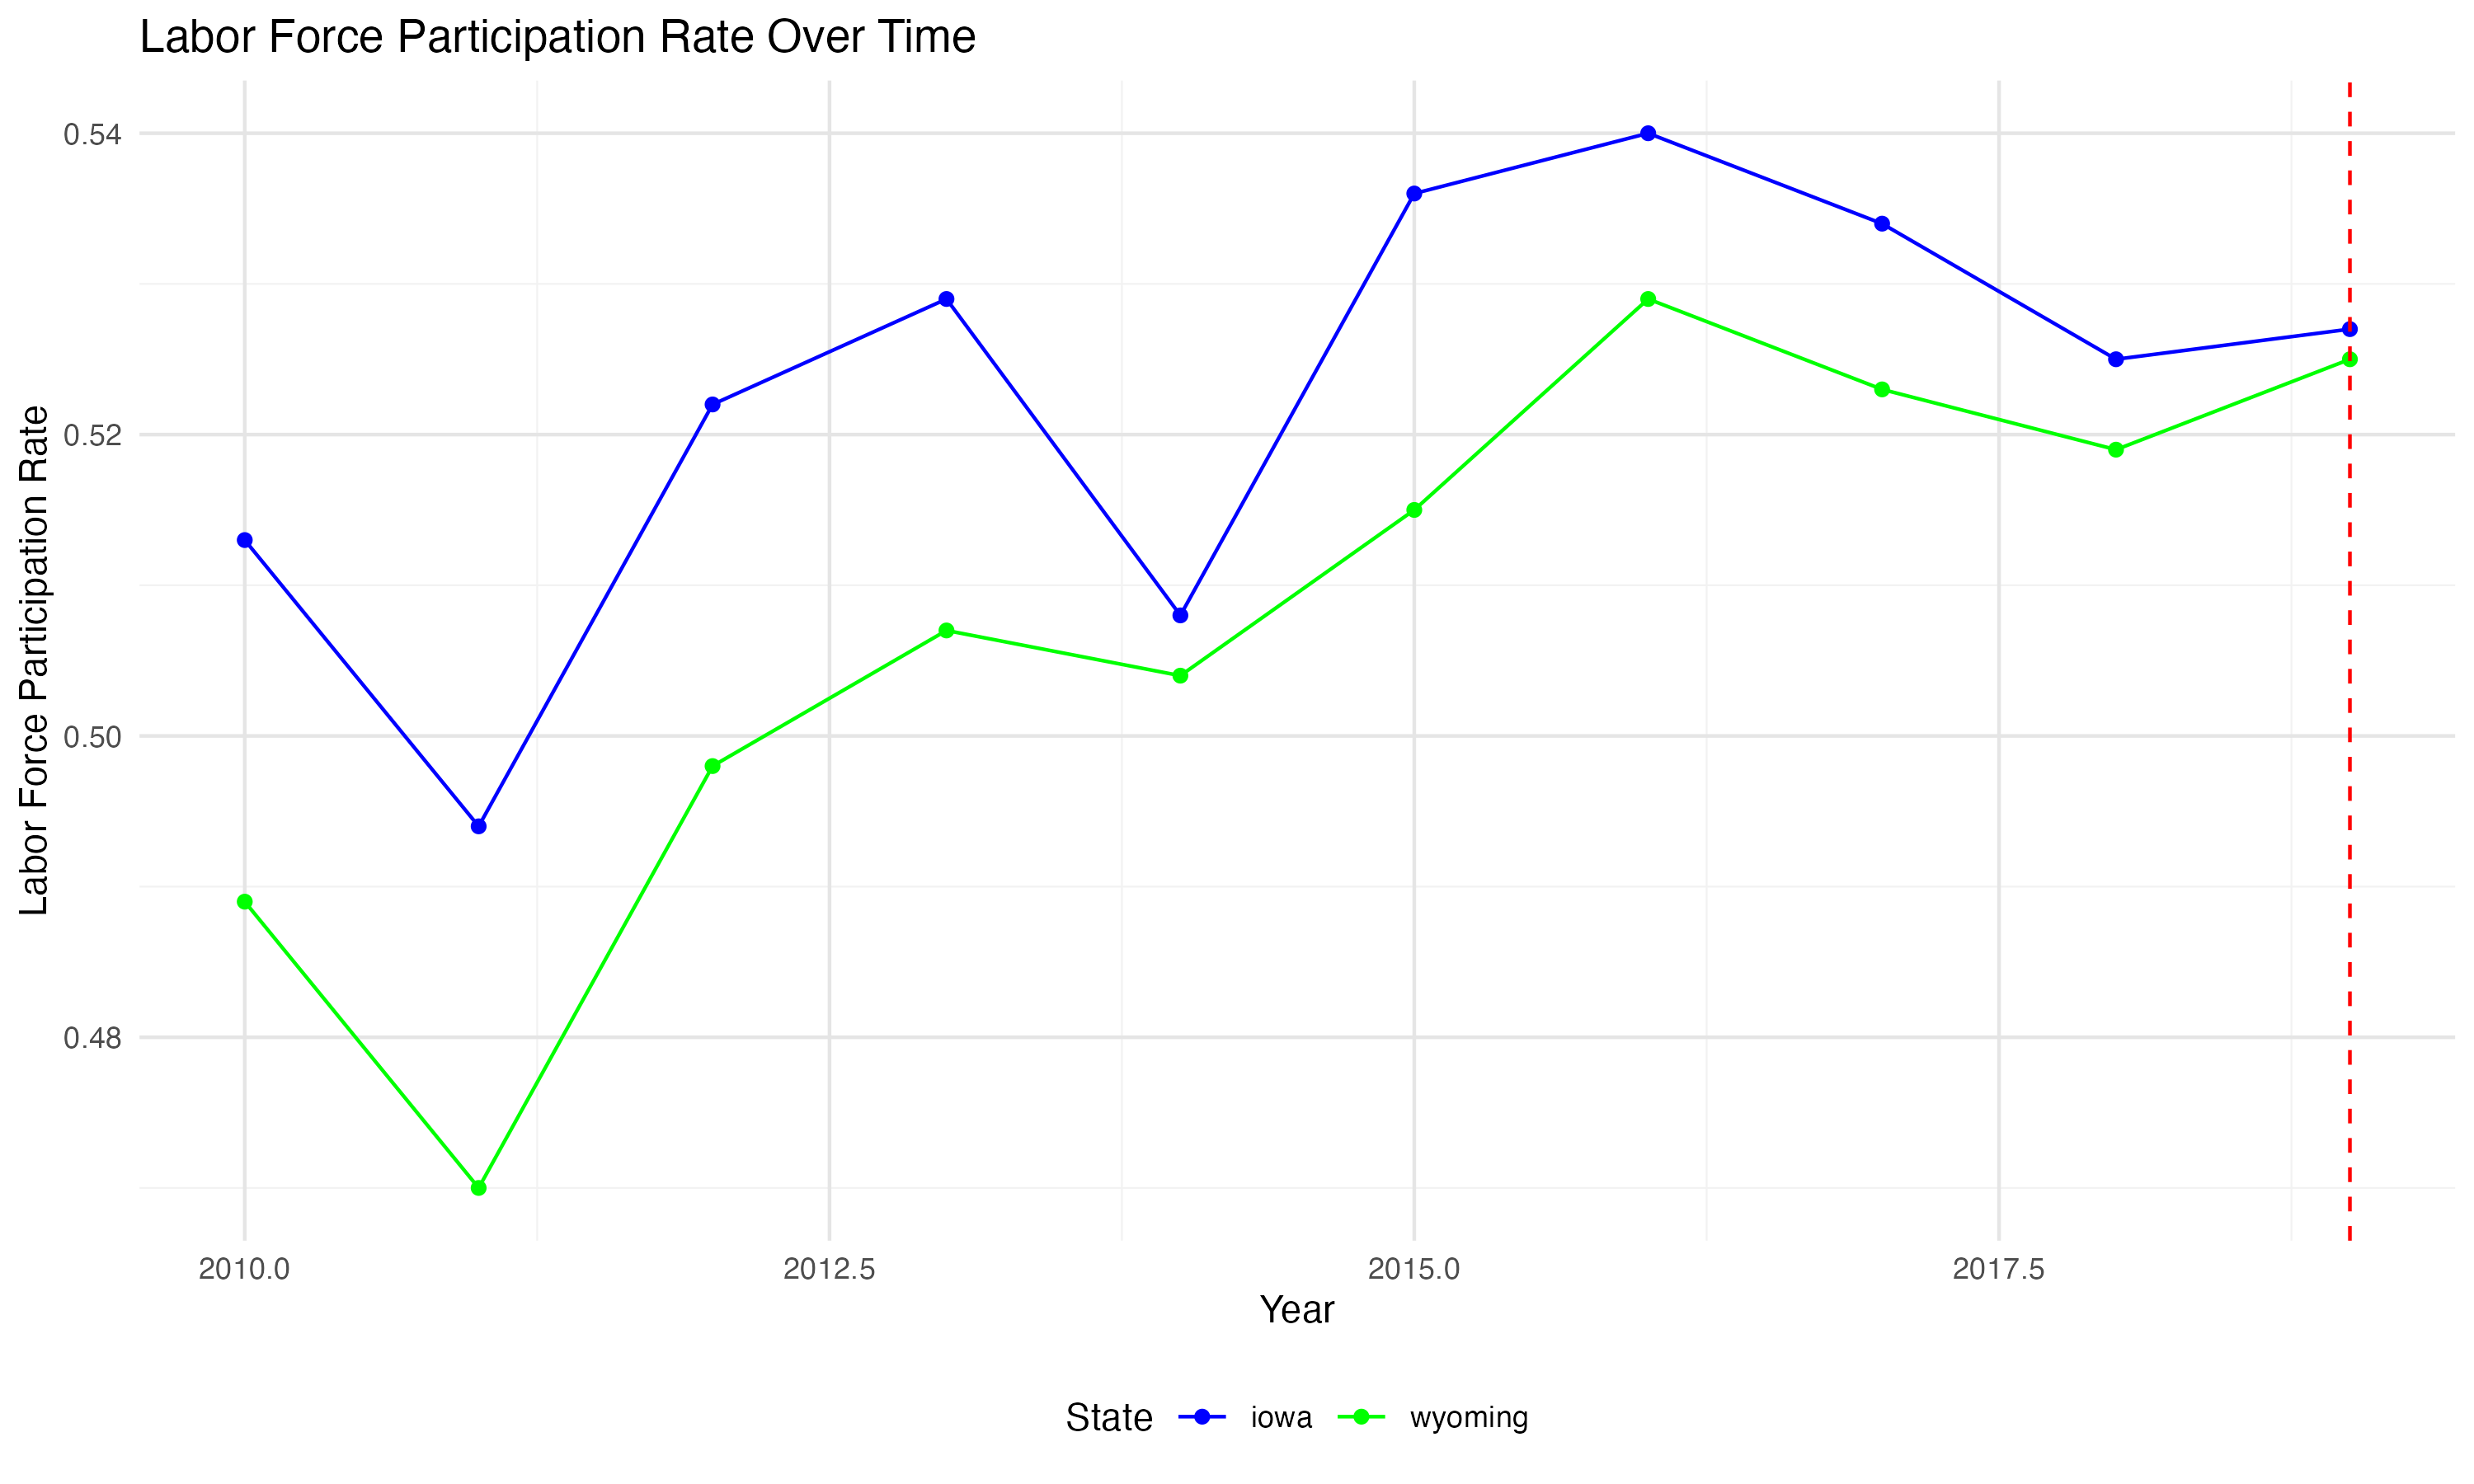 Labor Force Participation Rate Over Time
Labor Force Participation Rate
0.54
0.52
0.50
0.48
2010.0 2012.5 2015.0 2017.5
Year
State iowa wyoming